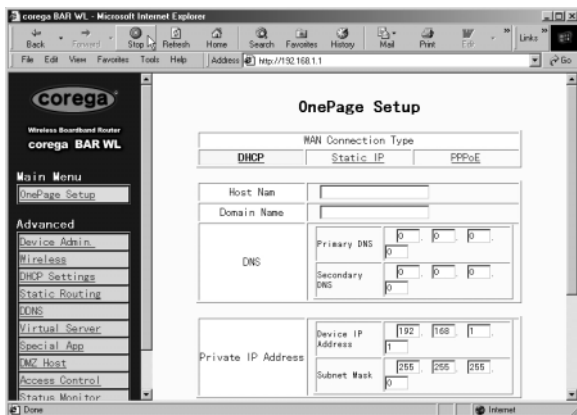 corega BAR WL - Microsoft Internet Explorer
Back Forward Stop Refresh Home Search Favorites History Mail Print Edit Links
File Edit View Favorites Tools Help Address http://192.168.1.1 Go
corega
Wireless Boardband Router
corega BAR WL
Main Menu
OnePage Setup
Advanced
Device Admin.
Wireless
DHCP Settings
Static Routing
DDNS
Virtual Server
Special App
DMZ Host
Access Control
Status Monitor
OnePage Setup
WAN Connection Type
DHCP Static IP PPPoE
Host Nam
Domain Name
DNS
Primary DNS 0. 0. 0.
0
Secondary DNS 0. 0. 0.
0
Private IP Address
Device IP Address 192. 168. 1.
1
Subnet Mask 255. 255. 255.
0
Done Internet